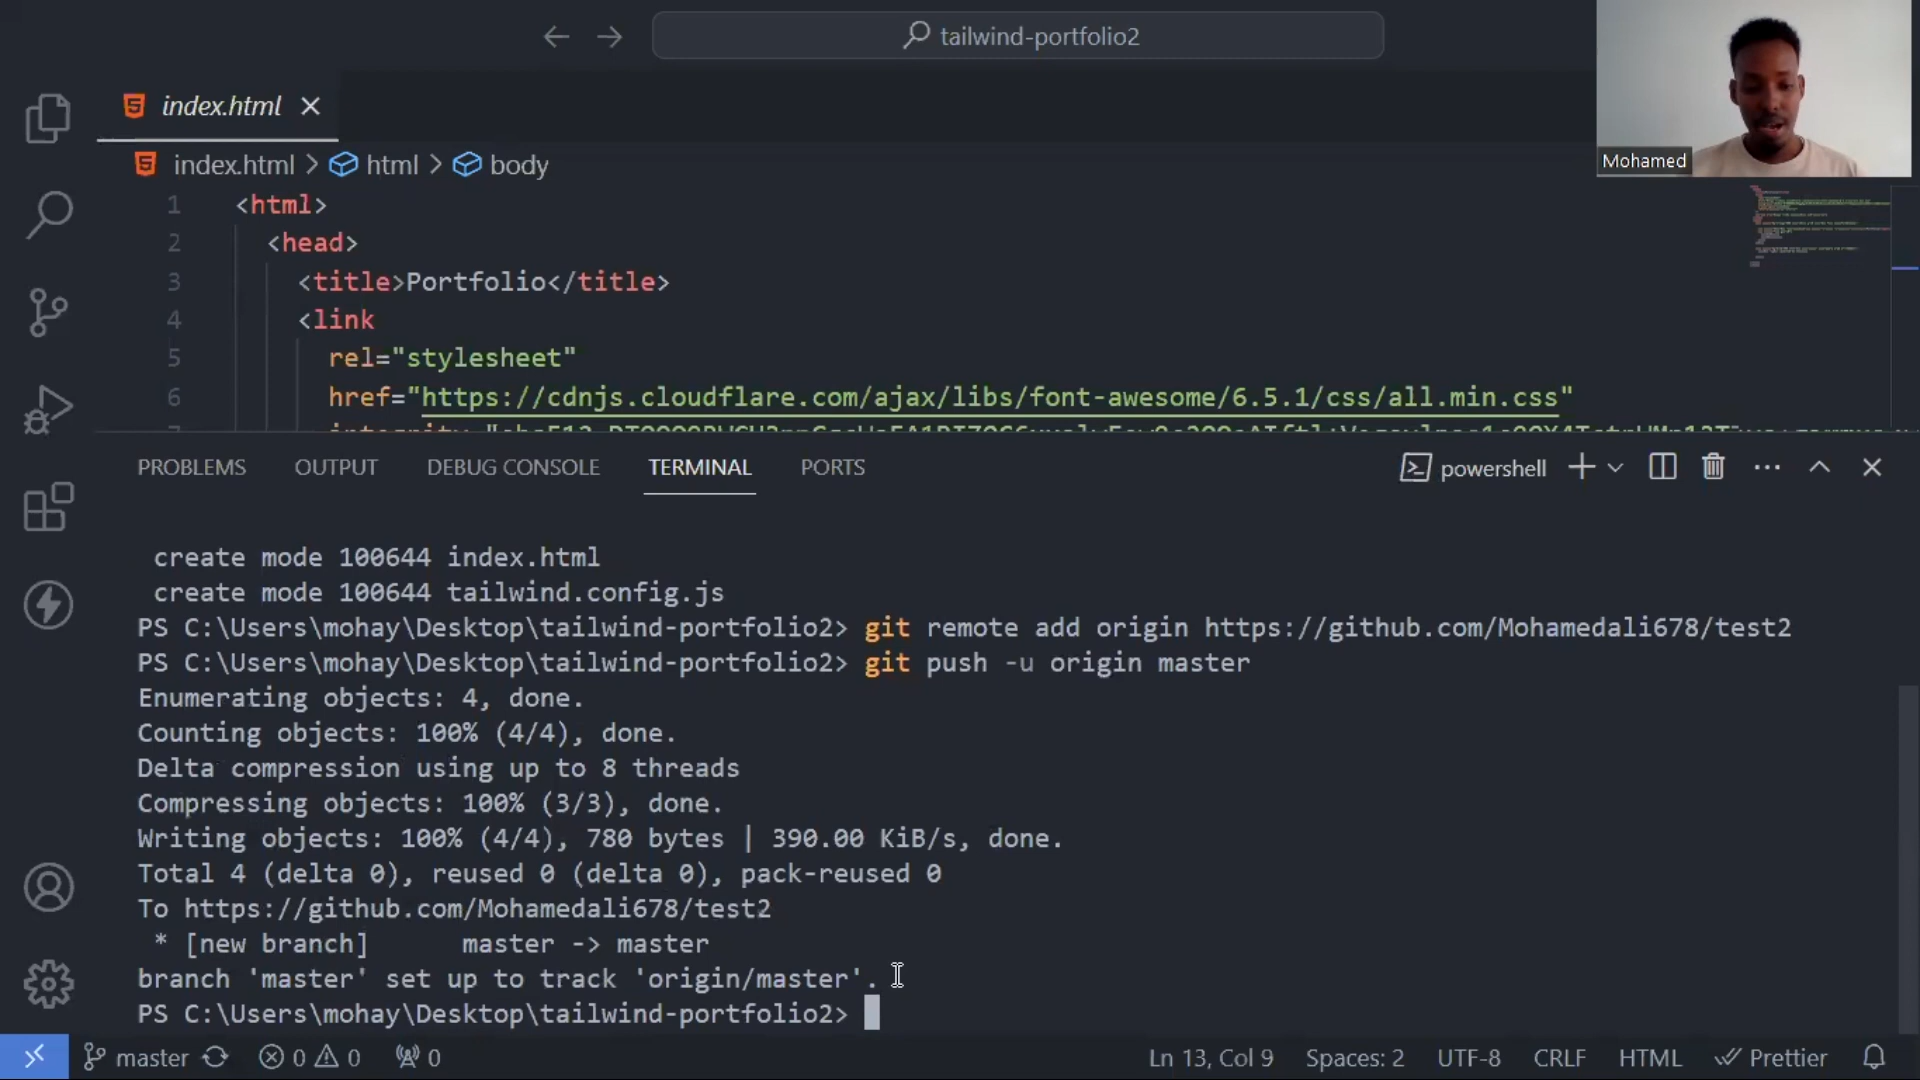 tailwind-portfolio2
Mohamed
index.html
index.html > html > body
1 <html>
2 <head>
3 <title>Portfolio</title>
4 <link
5 rel="stylesheet"
6 href="https://cdnjs.cloudflare.com/ajax/libs/font-awesome/6.5.1/css/all.min.css"
PROBLEMS OUTPUT DEBUG CONSOLE TERMINAL PORTS powershell
create mode 100644 index.html
create mode 100644 tailwind.config.js
PS C:\Users\mohay\Desktop\tailwind-portfolio2> git remote add origin https://github.com/Mohamedali678/test2
PS C:\Users\mohay\Desktop\tailwind-portfolio2> git push -u origin master
Enumerating objects: 4, done.
Counting objects: 100% (4/4), done.
Delta compression using up to 8 threads
Compressing objects: 100% (3/3), done.
Writing objects: 100% (4/4), 780 bytes | 390.00 KiB/s, done.
Total 4 (delta 0), reused 0 (delta 0), pack-reused 0
To https://github.com/Mohamedali678/test2
* [new branch] master -> master
branch 'master' set up to track 'origin/master'.
PS C:\Users\mohay\Desktop\tailwind-portfolio2>
master 0 0 0 Ln 13, Col 9 Spaces: 2 UTF-8 CRLF HTML Prettier